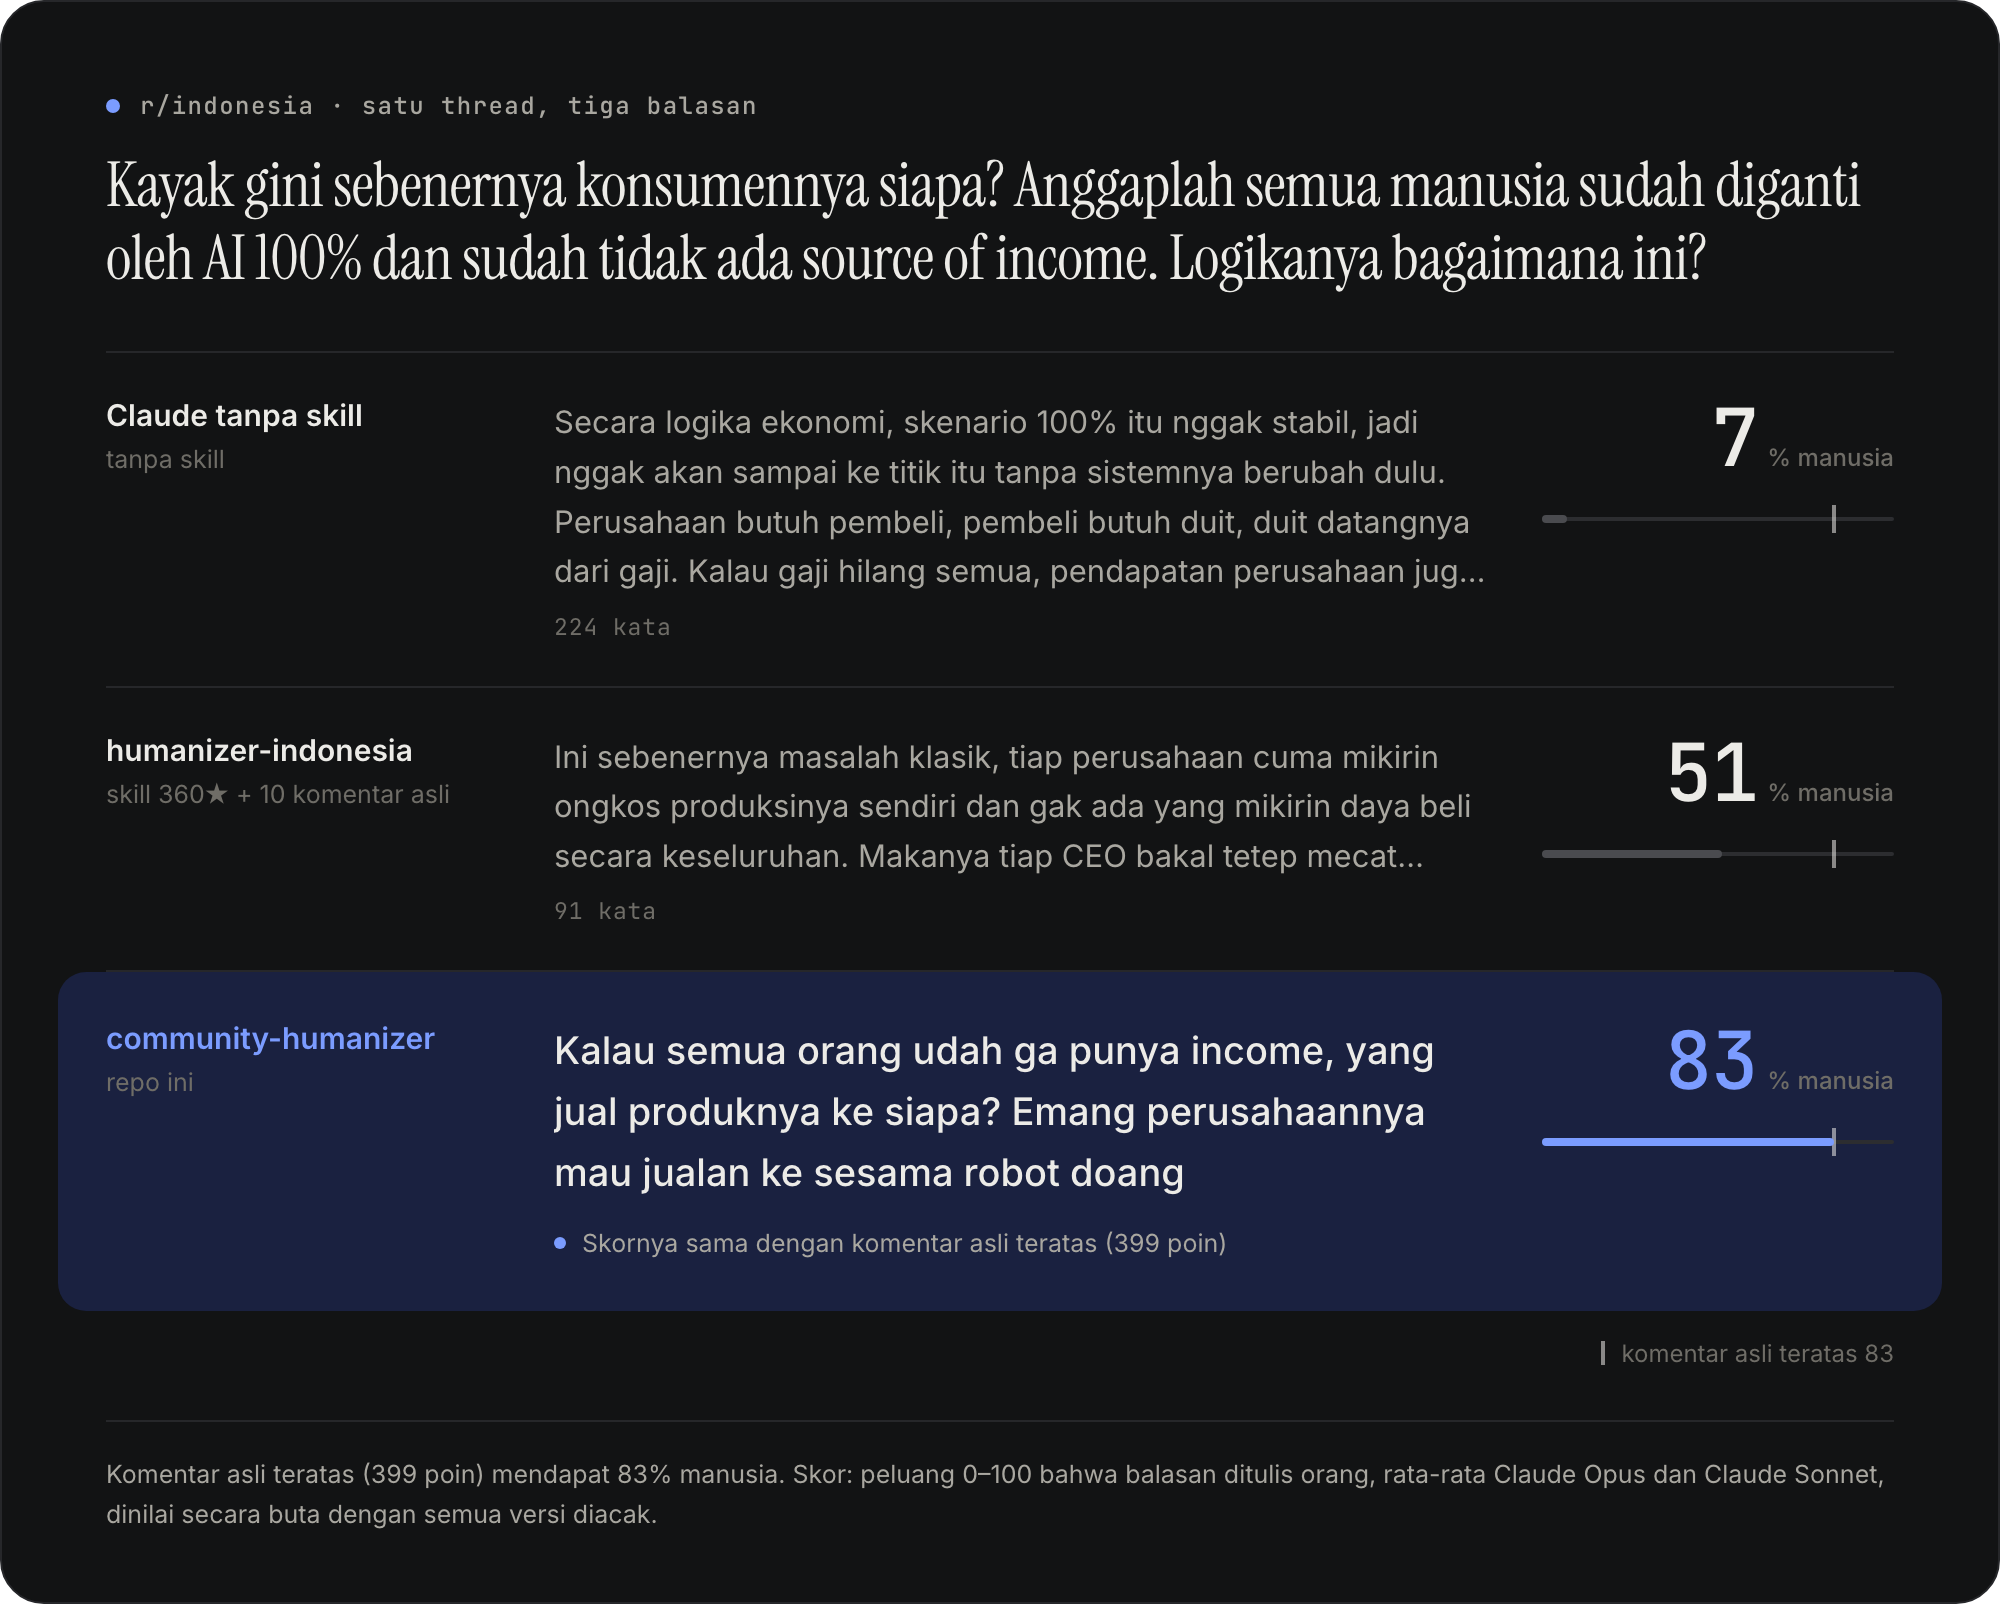 r/indonesia · satu thread, tiga balasan
Kayak gini sebenernya konsumennya siapa? Anggaplah semua manusia sudah diganti
oleh AI 100% dan sudah tidak ada source of income. Logikanya bagaimana ini?
Claude tanpa skill
tanpa skill
Secara logika ekonomi, skenario 100% itu nggak stabil, jadi
nggak akan sampai ke titik itu tanpa sistemnya berubah dulu.
Perusahaan butuh pembeli, pembeli butuh duit, duit datangnya
dari gaji. Kalau gaji hilang semua, pendapatan perusahaan jug...
224 kata
7 % manusia
humanizer-indonesia
skill 360★ + 10 komentar asli
Ini sebenernya masalah klasik, tiap perusahaan cuma mikirin
ongkos produksinya sendiri dan gak ada yang mikirin daya beli
secara keseluruhan. Makanya tiap CEO bakal tetep mecat...
91 kata
51 % manusia
community-humanizer
repo ini
Kalau semua orang udah ga punya income, yang
jual produknya ke siapa? Emang perusahaannya
mau jualan ke sesama robot doang
Skornya sama dengan komentar asli teratas (399 poin)
83 % manusia
komentar asli teratas 83
Komentar asli teratas (399 poin) mendapat 83% manusia. Skor: peluang 0–100 bahwa balasan ditulis orang, rata-rata Claude Opus dan Claude Sonnet,
dinilai secara buta dengan semua versi diacak.